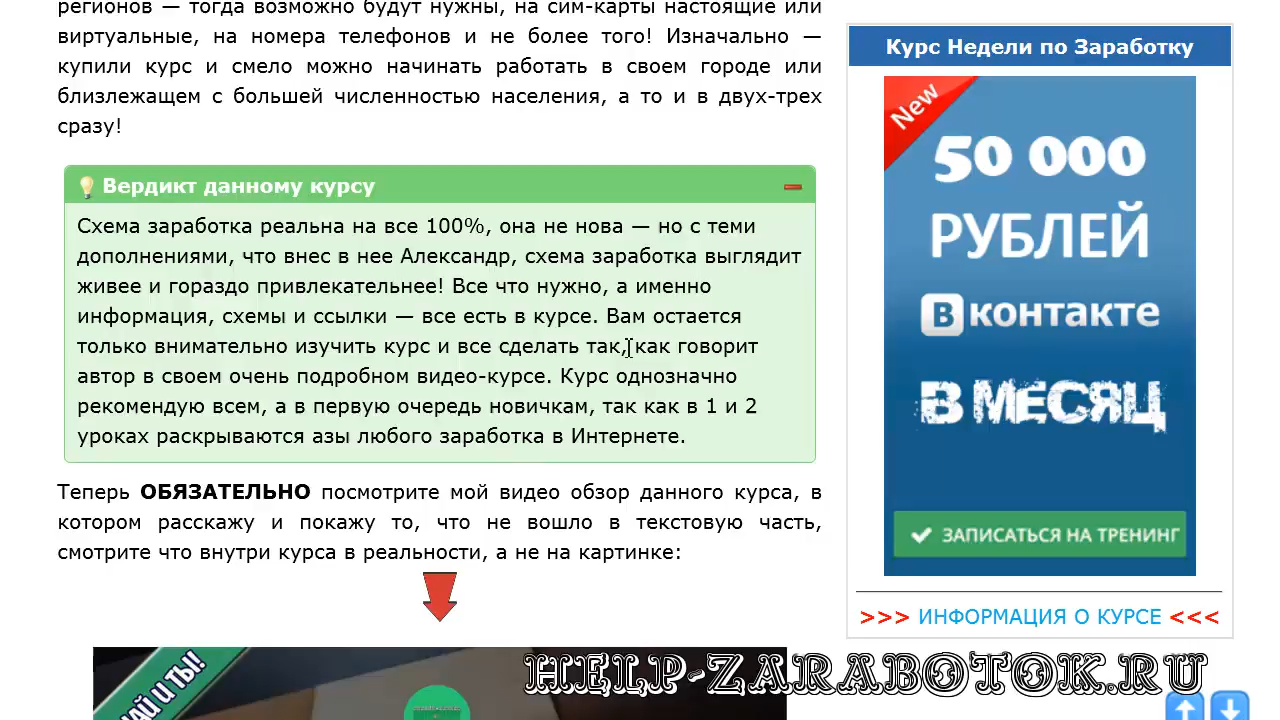 регионов — тогда возможно будут нужны, на сим-карты настоящие или
виртуальные, на номера телефонов и не более того! Изначально —
купили курс и смело можно начинать работать в своем городе или
близлежащем с большей численностью населения, а то и в двух-трех
сразу!
Вердикт данному курсу
Схема заработка реальна на все 100%, она не нова — но с теми
дополнениями, что внес в нее Александр, схема заработка выглядит
живее и гораздо привлекательнее! Все что нужно, а именно
информация, схемы и ссылки — все есть в курсе. Вам остается
только внимательно изучить курс и все сделать так, как говорит
автор в своем очень подробном видео-курсе. Курс однозначно
рекомендую всем, а в первую очередь новичкам, так как в 1 и 2
уроках раскрываются азы любого заработка в Интернете.
Теперь ОБЯЗАТЕЛЬНО посмотрите мой видео обзор данного курса, в
котором расскажу и покажу то, что не вошло в текстовую часть,
смотрите что внутри курса в реальности, а не на картинке:
И ТЫ!
Курс Недели по Заработку
New
50 000
РУБЛЕЙ
В контакте
В МЕСЯЦ
ЗАПИСАТЬСЯ НА ТРЕНИНГ
>>> ИНФОРМАЦИЯ О КУРСЕ <<<
HELP-ZARABOTOK.RU